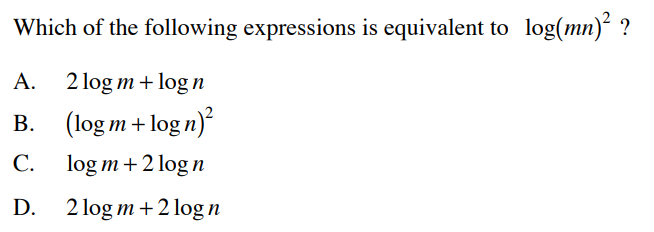 Which of the following expressions is equivalent to log(mn)² ?
A. 2 log m + log n
B. (log m + log n)²
C. log m + 2 log n
D. 2 log m + 2 log n